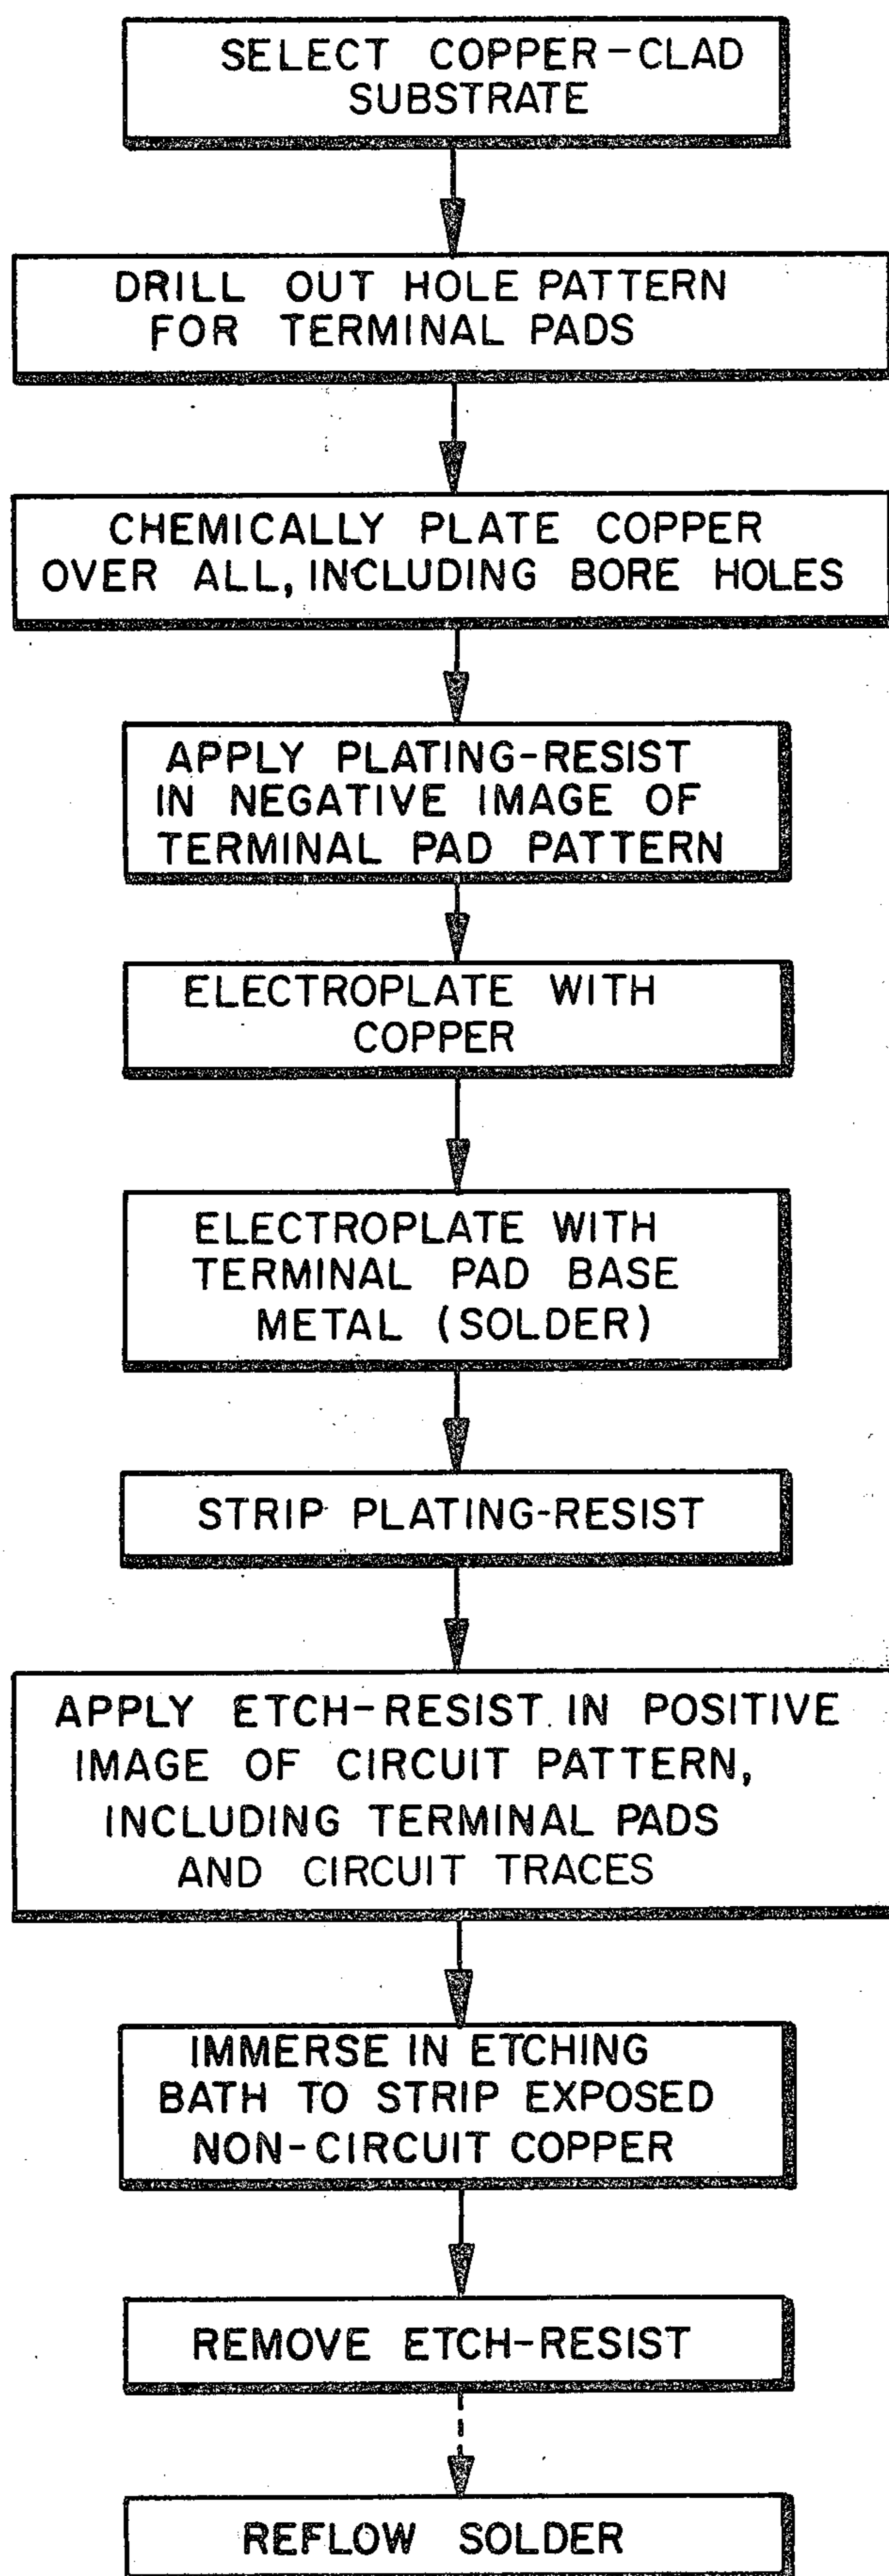 SELECT COPPER-CLAD
SUBSTRATE
DRILL OUT HOLE PATTERN
FOR TERMINAL PADS
CHEMICALLY PLATE COPPER
OVER ALL, INCLUDING BORE HOLES
APPLY PLATING-RESIST
IN NEGATIVE IMAGE OF
TERMINAL PAD PATTERN
ELECTROPLATE WITH
COPPER
ELECTROPLATE WITH
TERMINAL PAD BASE
METAL (SOLDER)
STRIP PLATING-RESIST
APPLY ETCH-RESIST IN POSITIVE
IMAGE OF CIRCUIT PATTERN,
INCLUDING TERMINAL PADS
AND CIRCUIT TRACES
IMMERSE IN ETCHING
BATH TO STRIP EXPOSED
NON-CIRCUIT COPPER
REMOVE ETCH-RESIST
REFLOW SOLDER